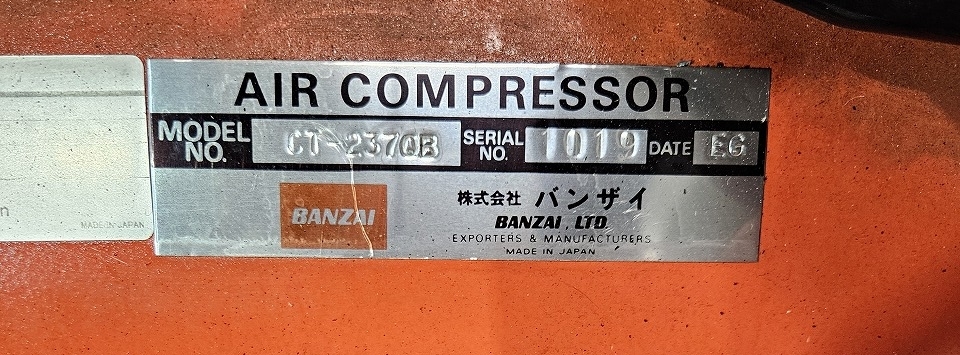 AIR COMPRESSOR
MODEL NO. CT-237QB SERIAL NO. 1019 DATE EG
BANZAI
株式会社 バンザイ
BANZAI, LTD.
EXPORTERS & MANUFACTURERS
MADE IN JAPAN
MADE IN JAPAN